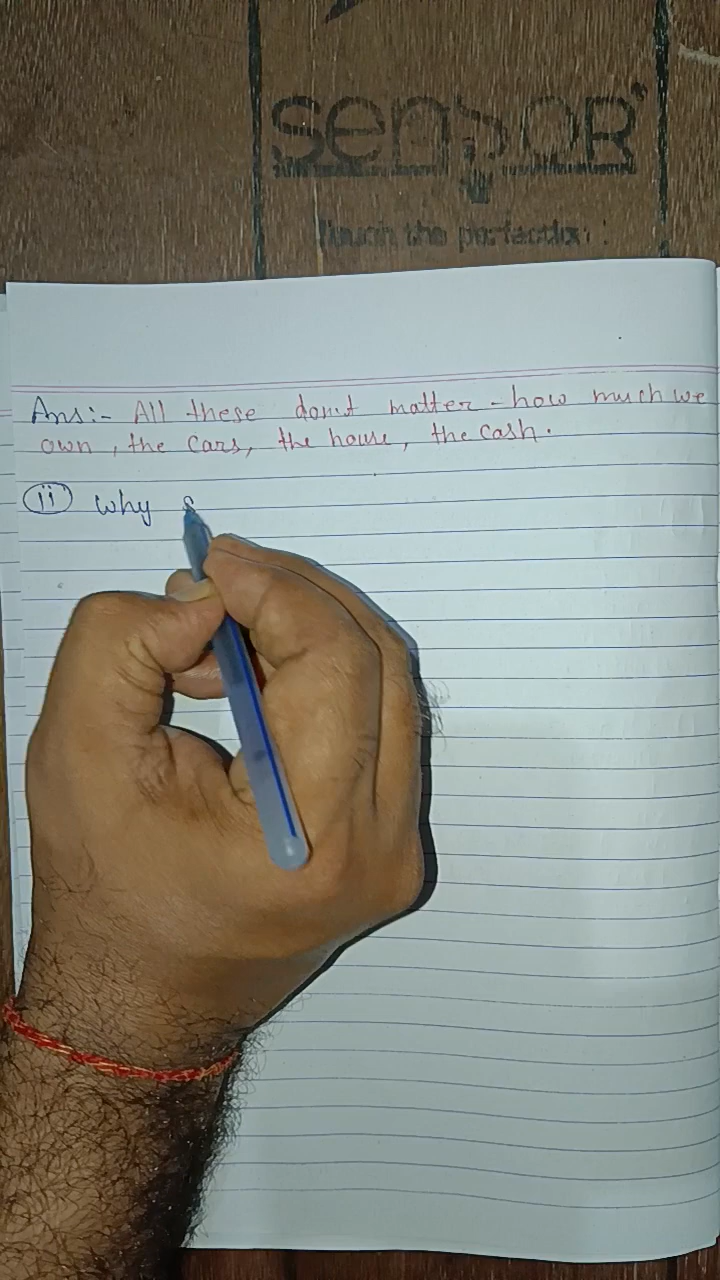 SensOR
Touch the perfection
Ans:- All these dont matter - how much we
own, the cars, the house, the cash.
(ii) why s